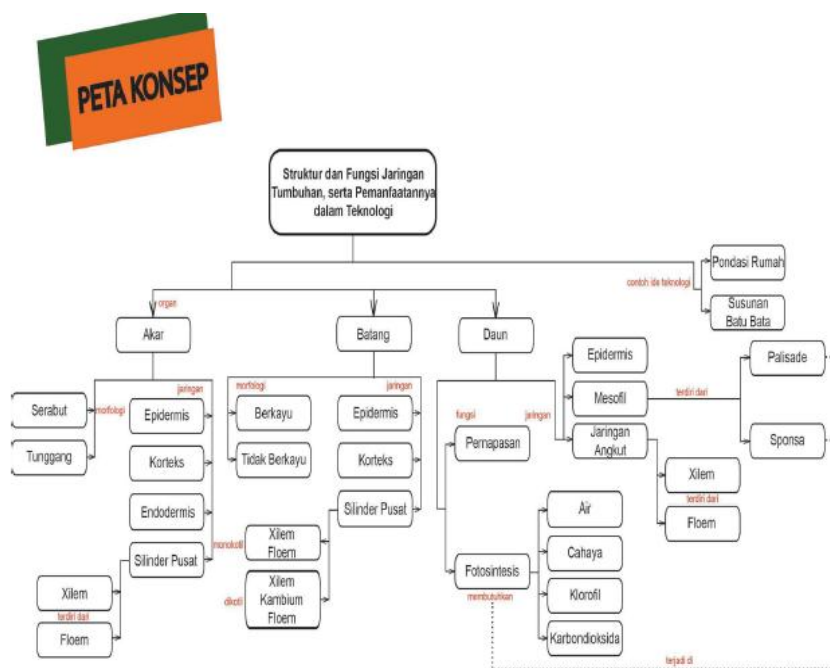 PETA KONSEP
Struktur dan Fungsi Jaringan
Tumbuhan, serta Pemanfaatannya
dalam Teknologi
contoh ide teknologi
Pondasi Rumah
Susunan
Batu Bata
organ
Akar
Batang
Daun
morfologi
Serabut
Tunggang
jaringan
Epidermis
Korteks
Endodermis
Silinder Pusat
terdiri dari
Xilem
Floem
morfologi
Berkayu
Tidak Berkayu
jaringan
Epidermis
Korteks
Silinder Pusat
monokotil
Xilem
Floem
dikotil
Xilem
Kambium
Floem
fungsi
Pernapasan
Fotosintesis
membutuhkan
Air
Cahaya
Klorofil
Karbondioksida
jaringan
Epidermis
Mesofil
Jaringan
Angkut
terdiri dari
Palisade
Sponsa
Xilem
terdiri dari
Floem
terjadi di